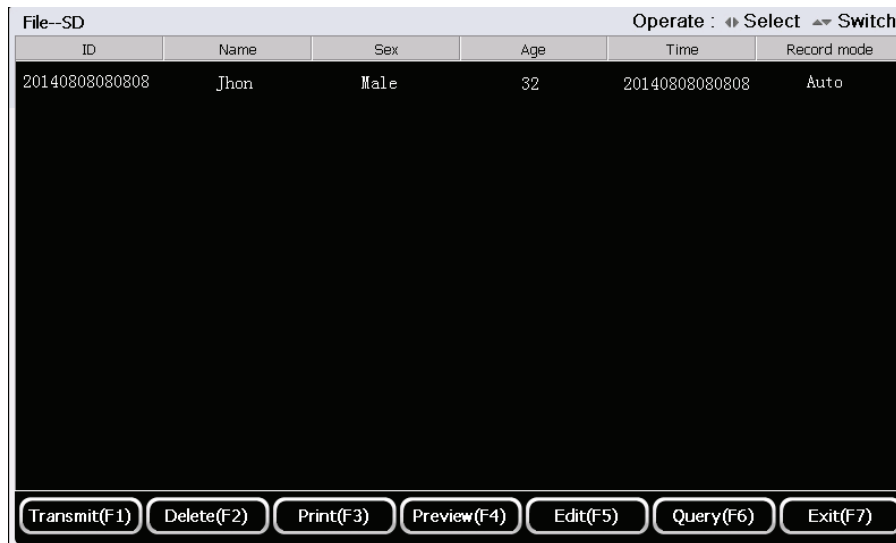 File--SD Operate : Select Switch
ID Name Sex Age Time Record mode
20140808080808 Jhon Male 32 20140808080808 Auto
Transmit(F1) Delete(F2) Print(F3) Preview(F4) Edit(F5) Query(F6) Exit(F7)